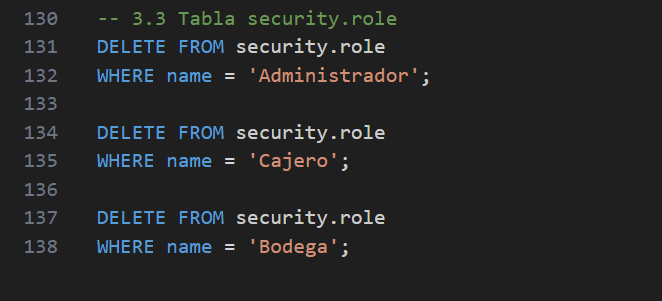 130 -- 3.3 Tabla security.role
131 DELETE FROM security.role
132 WHERE name = 'Administrador';
133
134 DELETE FROM security.role
135 WHERE name = 'Cajero';
136
137 DELETE FROM security.role
138 WHERE name = 'Bodega';